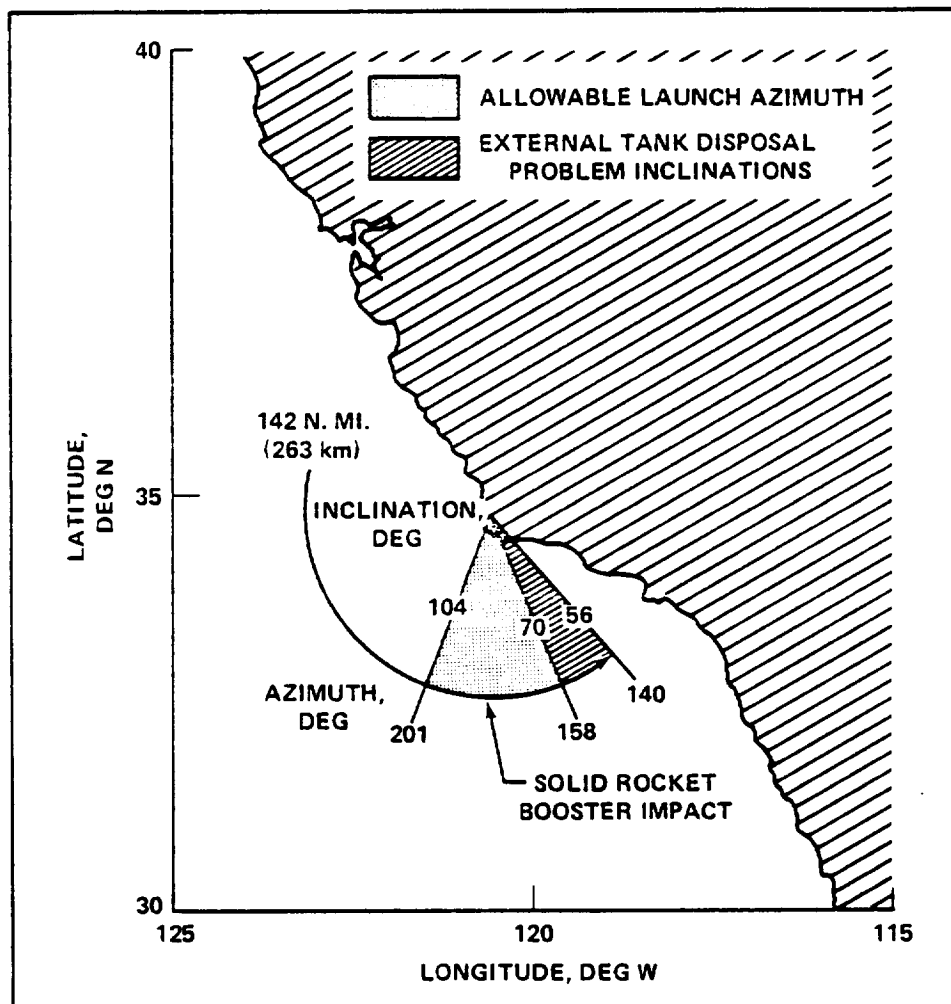 40
ALLOWABLE LAUNCH AZIMUTH
EXTERNAL TANK DISPOSAL
PROBLEM INCLINATIONS
142 N. MI.
(263 km)
LATITUDE,
DEG N
35
INCLINATION,
DEG
104
70
56
AZIMUTH,
DEG
201
158
140
SOLID ROCKET
BOOSTER IMPACT
30
125
120
115
LONGITUDE, DEG W